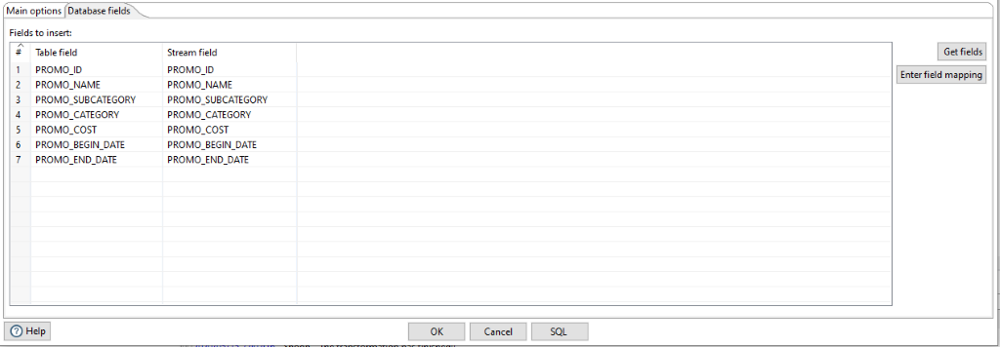 Main options Database fields
Fields to insert:
# Table field Stream field
1 PROMO_ID PROMO_ID
2 PROMO_NAME PROMO_NAME
3 PROMO_SUBCATEGORY PROMO_SUBCATEGORY
4 PROMO_CATEGORY PROMO_CATEGORY
5 PROMO_COST PROMO_COST
6 PROMO_BEGIN_DATE PROMO_BEGIN_DATE
7 PROMO_END_DATE PROMO_END_DATE
Get fields
Enter field mapping
Help OK Cancel SQL